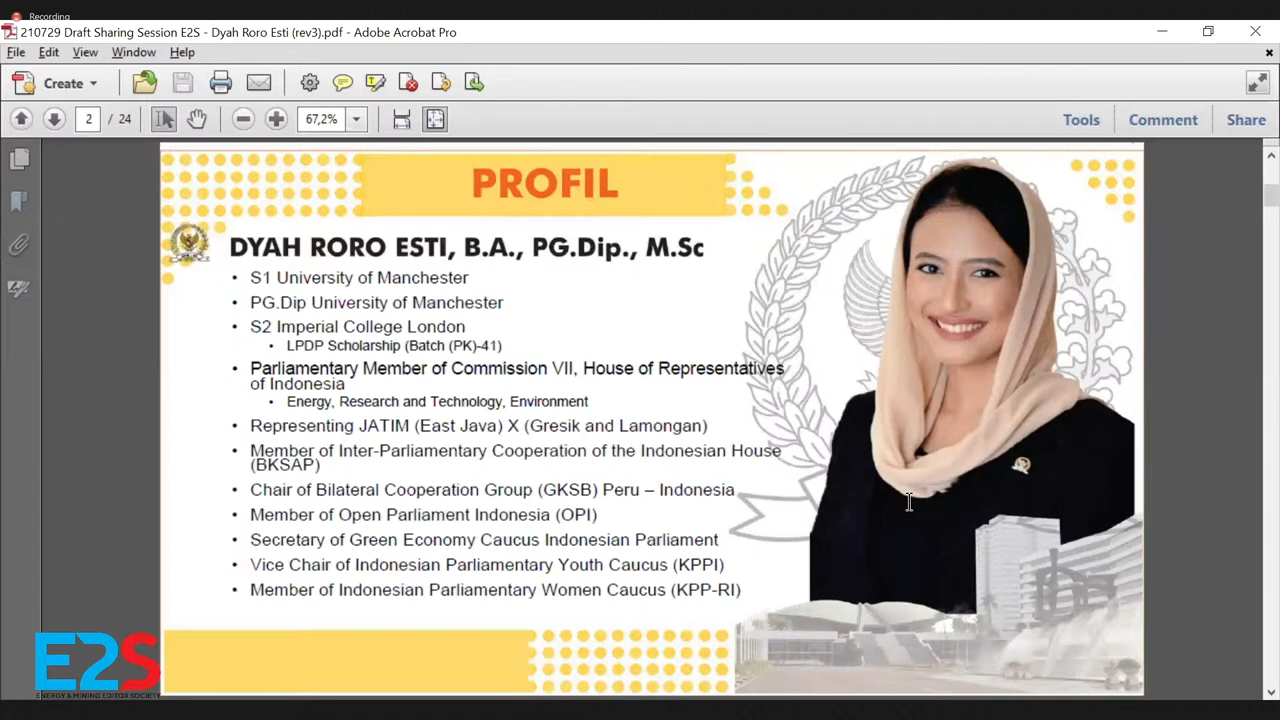 Recording
210729 Draft Sharing Session E2S - Dyah Roro Esti (rev3).pdf - Adobe Acrobat Pro
File Edit View Window Help
Create
2 / 24 67,2% Tools Comment Share
PROFIL
DYAH RORO ESTI, B.A., PG.Dip., M.Sc
• S1 University of Manchester
• PG.Dip University of Manchester
• S2 Imperial College London
• LPDP Scholarship (Batch (PK)-41)
• Parliamentary Member of Commission VII, House of Representatives
of Indonesia
• Energy, Research and Technology, Environment
• Representing JATIM (East Java) X (Gresik and Lamongan)
• Member of Inter-Parliamentary Cooperation of the Indonesian House
(BKSAP)
• Chair of Bilateral Cooperation Group (GKSB) Peru – Indonesia
• Member of Open Parliament Indonesia (OPI)
• Secretary of Green Economy Caucus Indonesian Parliament
• Vice Chair of Indonesian Parliamentary Youth Caucus (KPPI)
• Member of Indonesian Parliamentary Women Caucus (KPP-RI)
E2S
ENERGY & MINING EDITOR SOCIETY